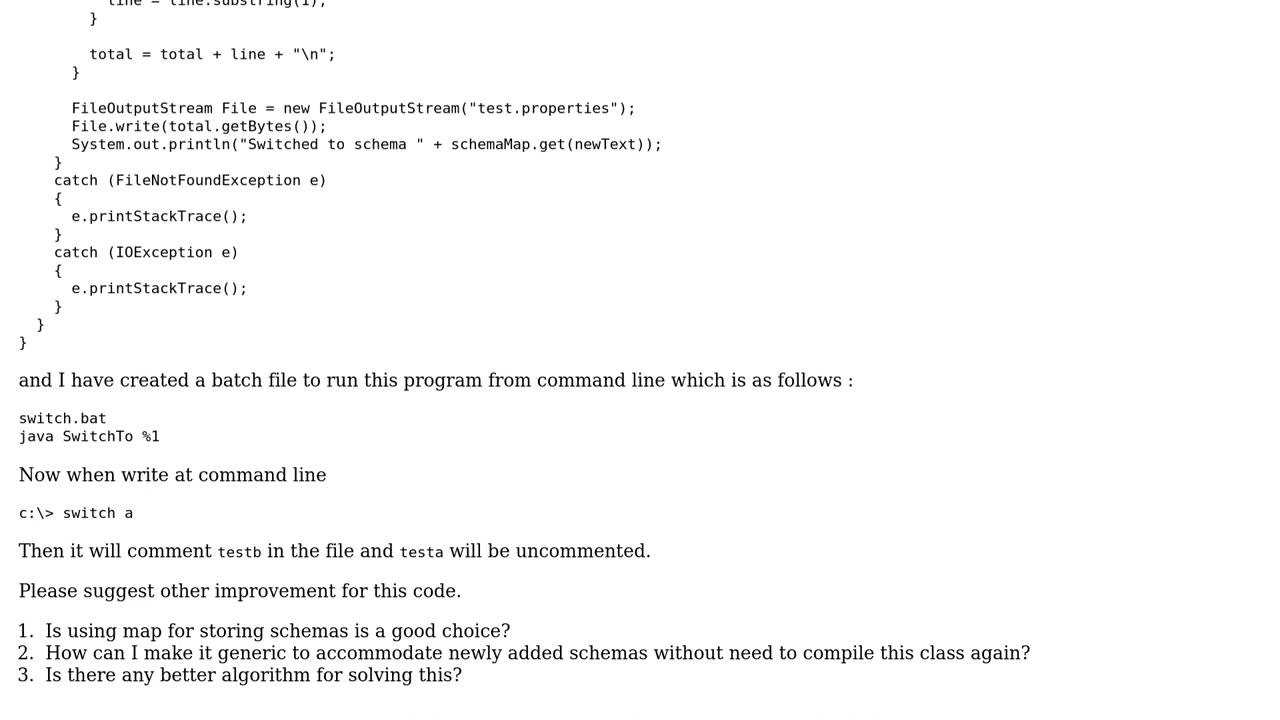 line = line.substring(1);
}
total = total + line + "\n";
}
FileOutputStream File = new FileOutputStream("test.properties");
File.write(total.getBytes());
System.out.println("Switched to schema " + schemaMap.get(newText));
}
catch (FileNotFoundException e)
{
e.printStackTrace();
}
catch (IOException e)
{
e.printStackTrace();
}
}
}
and I have created a batch file to run this program from command line which is as follows :
switch.bat
java SwitchTo %1
Now when write at command line
c:\> switch a
Then it will comment testb in the file and testa will be uncommented.
Please suggest other improvement for this code.
1. Is using map for storing schemas is a good choice?
2. How can I make it generic to accommodate newly added schemas without need to compile this class again?
3. Is there any better algorithm for solving this?